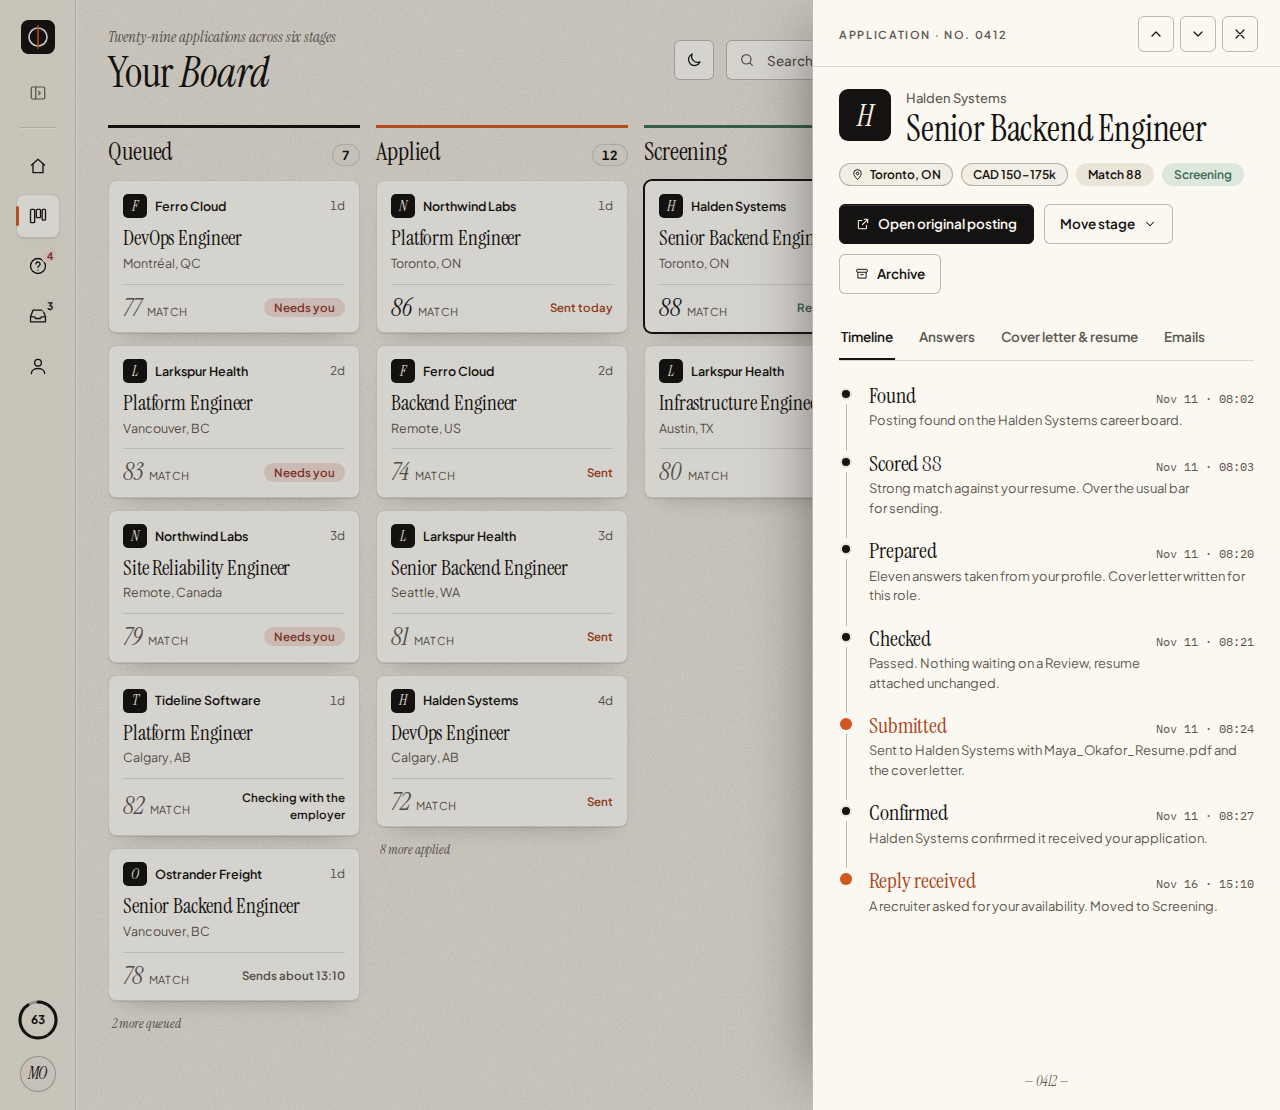 4
3
63
MO
Twenty-nine applications across six stages
Your Board
Search
Queued 7
F Ferro Cloud 1d
DevOps Engineer
Montréal, QC
77 MATCH Needs you
L Larkspur Health 2d
Platform Engineer
Vancouver, BC
83 MATCH Needs you
N Northwind Labs 3d
Site Reliability Engineer
Remote, Canada
79 MATCH Needs you
T Tideline Software 1d
Platform Engineer
Calgary, AB
82 MATCH Checking with the
employer
O Ostrander Freight 1d
Senior Backend Engineer
Vancouver, BC
78 MATCH Sends about 13:10
2 more queued
Applied 12
N Northwind Labs 1d
Platform Engineer
Toronto, ON
86 MATCH Sent today
F Ferro Cloud 2d
Backend Engineer
Remote, US
74 MATCH Sent
L Larkspur Health 3d
Senior Backend Engineer
Seattle, WA
81 MATCH Sent
H Halden Systems 4d
DevOps Engineer
Calgary, AB
72 MATCH Sent
8 more applied
Screening
H Halden Systems
Senior Backend Engin
Toronto, ON
88 MATCH Re
L Larkspur Health
Infrastructure Enginee
Austin, TX
80 MATCH
APPLICATION · NO. 0412
H
Halden Systems
Senior Backend Engineer
Toronto, ON CAD 150–175k Match 88 Screening
Open original posting Move stage
Archive
Timeline Answers Cover letter & resume Emails
Found Nov 11 · 08:02
Posting found on the Halden Systems career board.
Scored 88 Nov 11 · 08:03
Strong match against your resume. Over the usual bar
for sending.
Prepared Nov 11 · 08:20
Eleven answers taken from your profile. Cover letter written for
this role.
Checked Nov 11 · 08:21
Passed. Nothing waiting on a Review, resume
attached unchanged.
Submitted Nov 11 · 08:24
Sent to Halden Systems with Maya_Okafor_Resume.pdf and
the cover letter.
Confirmed Nov 11 · 08:27
Halden Systems confirmed it received your application.
Reply received Nov 16 · 15:10
A recruiter asked for your availability. Moved to Screening.
– 0412 –